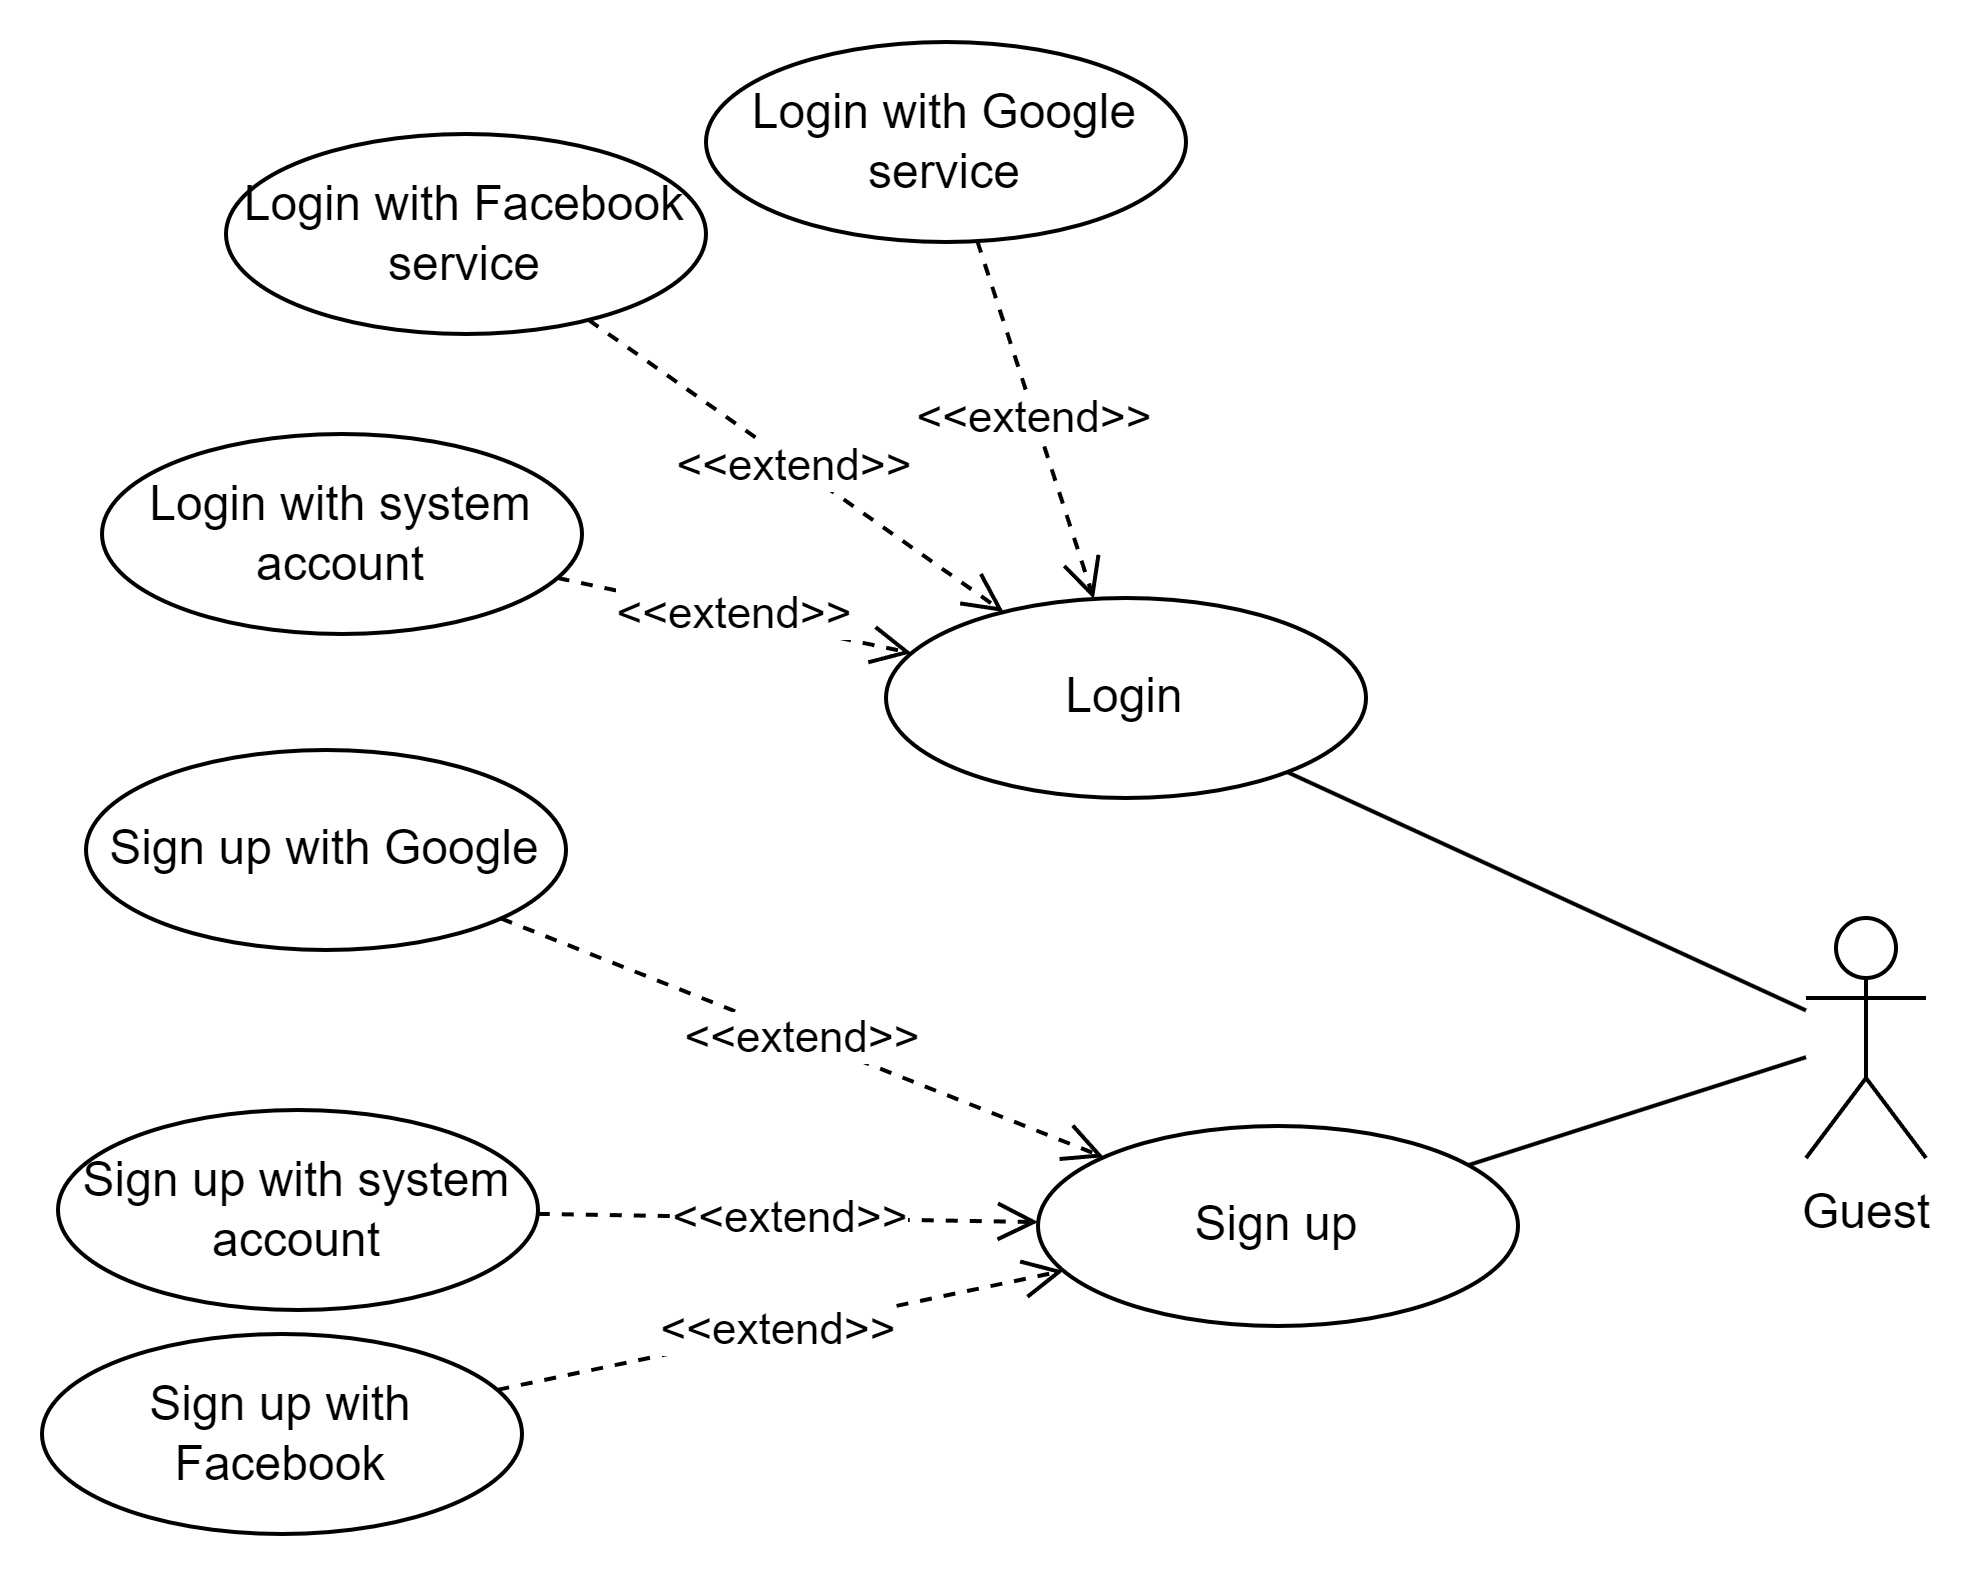 Login with Google
service
Login with Facebook
service
<<extend>>
<<extend>>
Login with system
account
<<extend>>
Login
Sign up with Google
<<extend>>
Sign up with system
account
<<extend>>
Sign up
Guest
<<extend>>
Sign up with
Facebook